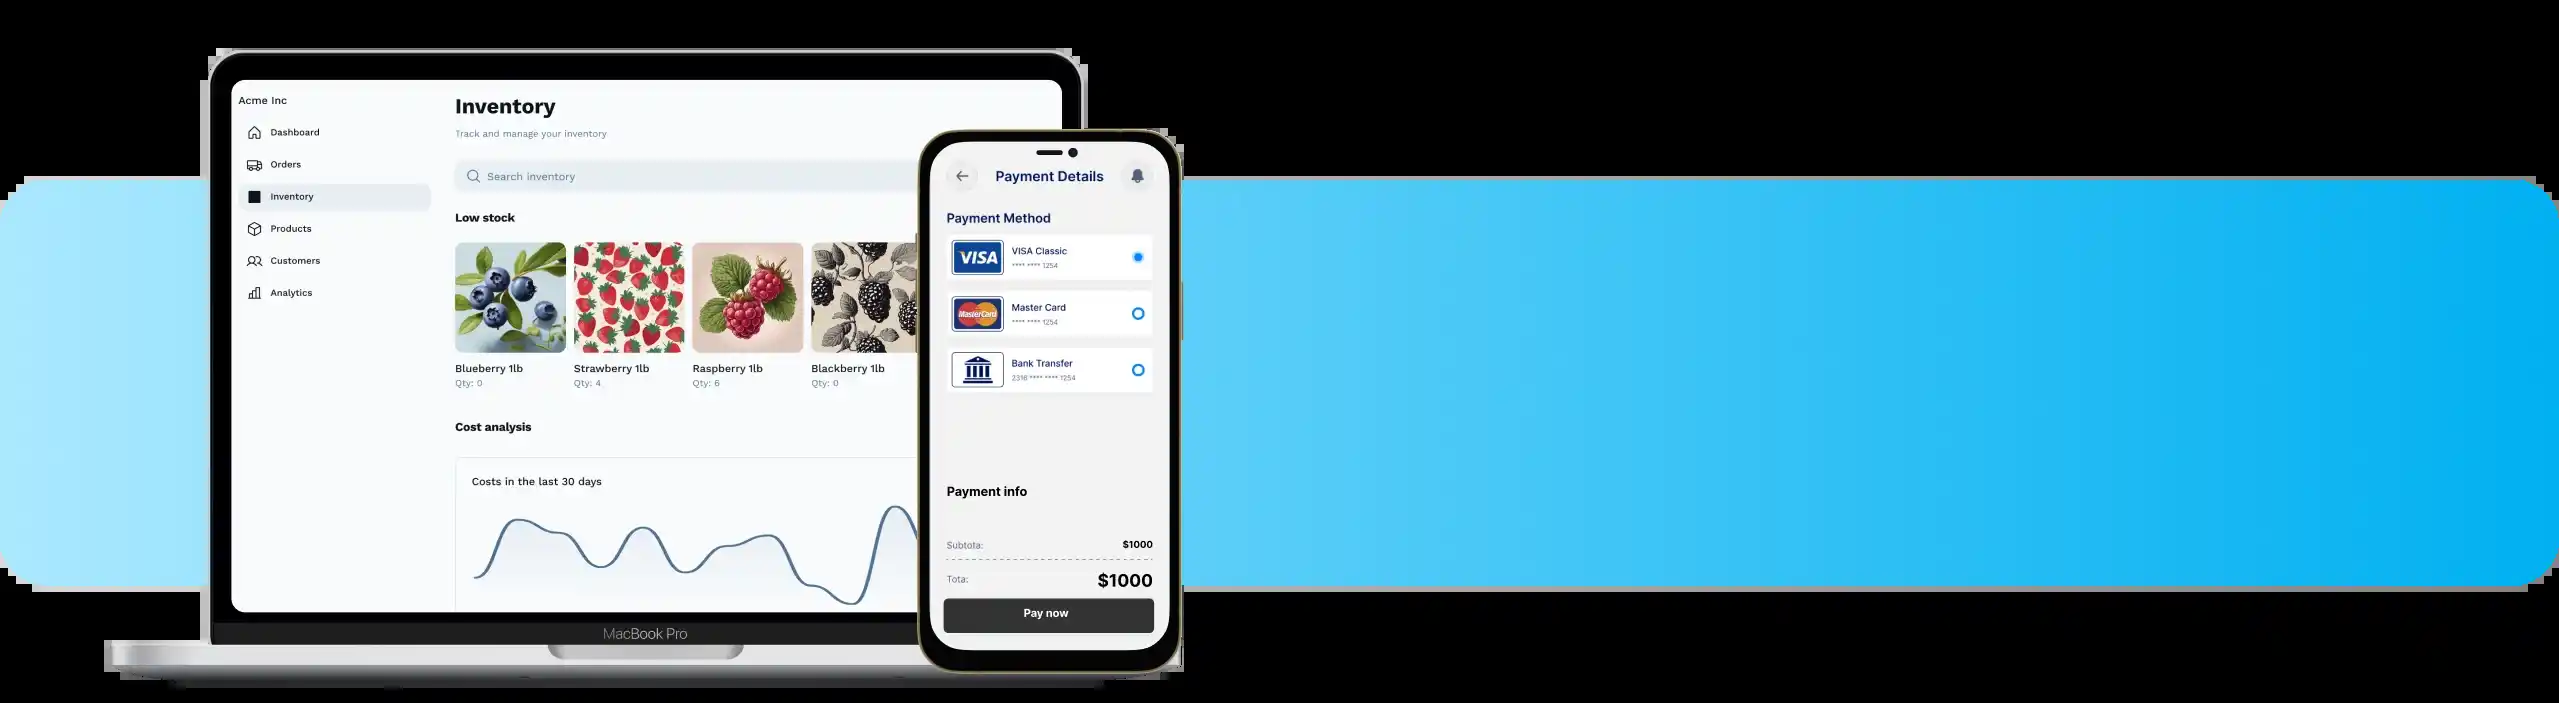 Acme Inc
Dashboard
Orders
Inventory
Products
Customers
Analytics
Inventory
Track and manage your inventory
Search inventory
Low stock
Blueberry 1lb
Qty: 0
Strawberry 1lb
Qty: 4
Raspberry 1lb
Qty: 6
Blackberry 1lb
Qty: 0
Cost analysis
Costs in the last 30 days
MacBook Pro
Payment Details
Payment Method
VISA
VISA Classic
**** **** 1254
MasterCard
Master Card
**** **** 1254
Bank Transfer
2316 **** **** 1254
Payment info
Subtota: $1000
Tota: $1000
Pay now